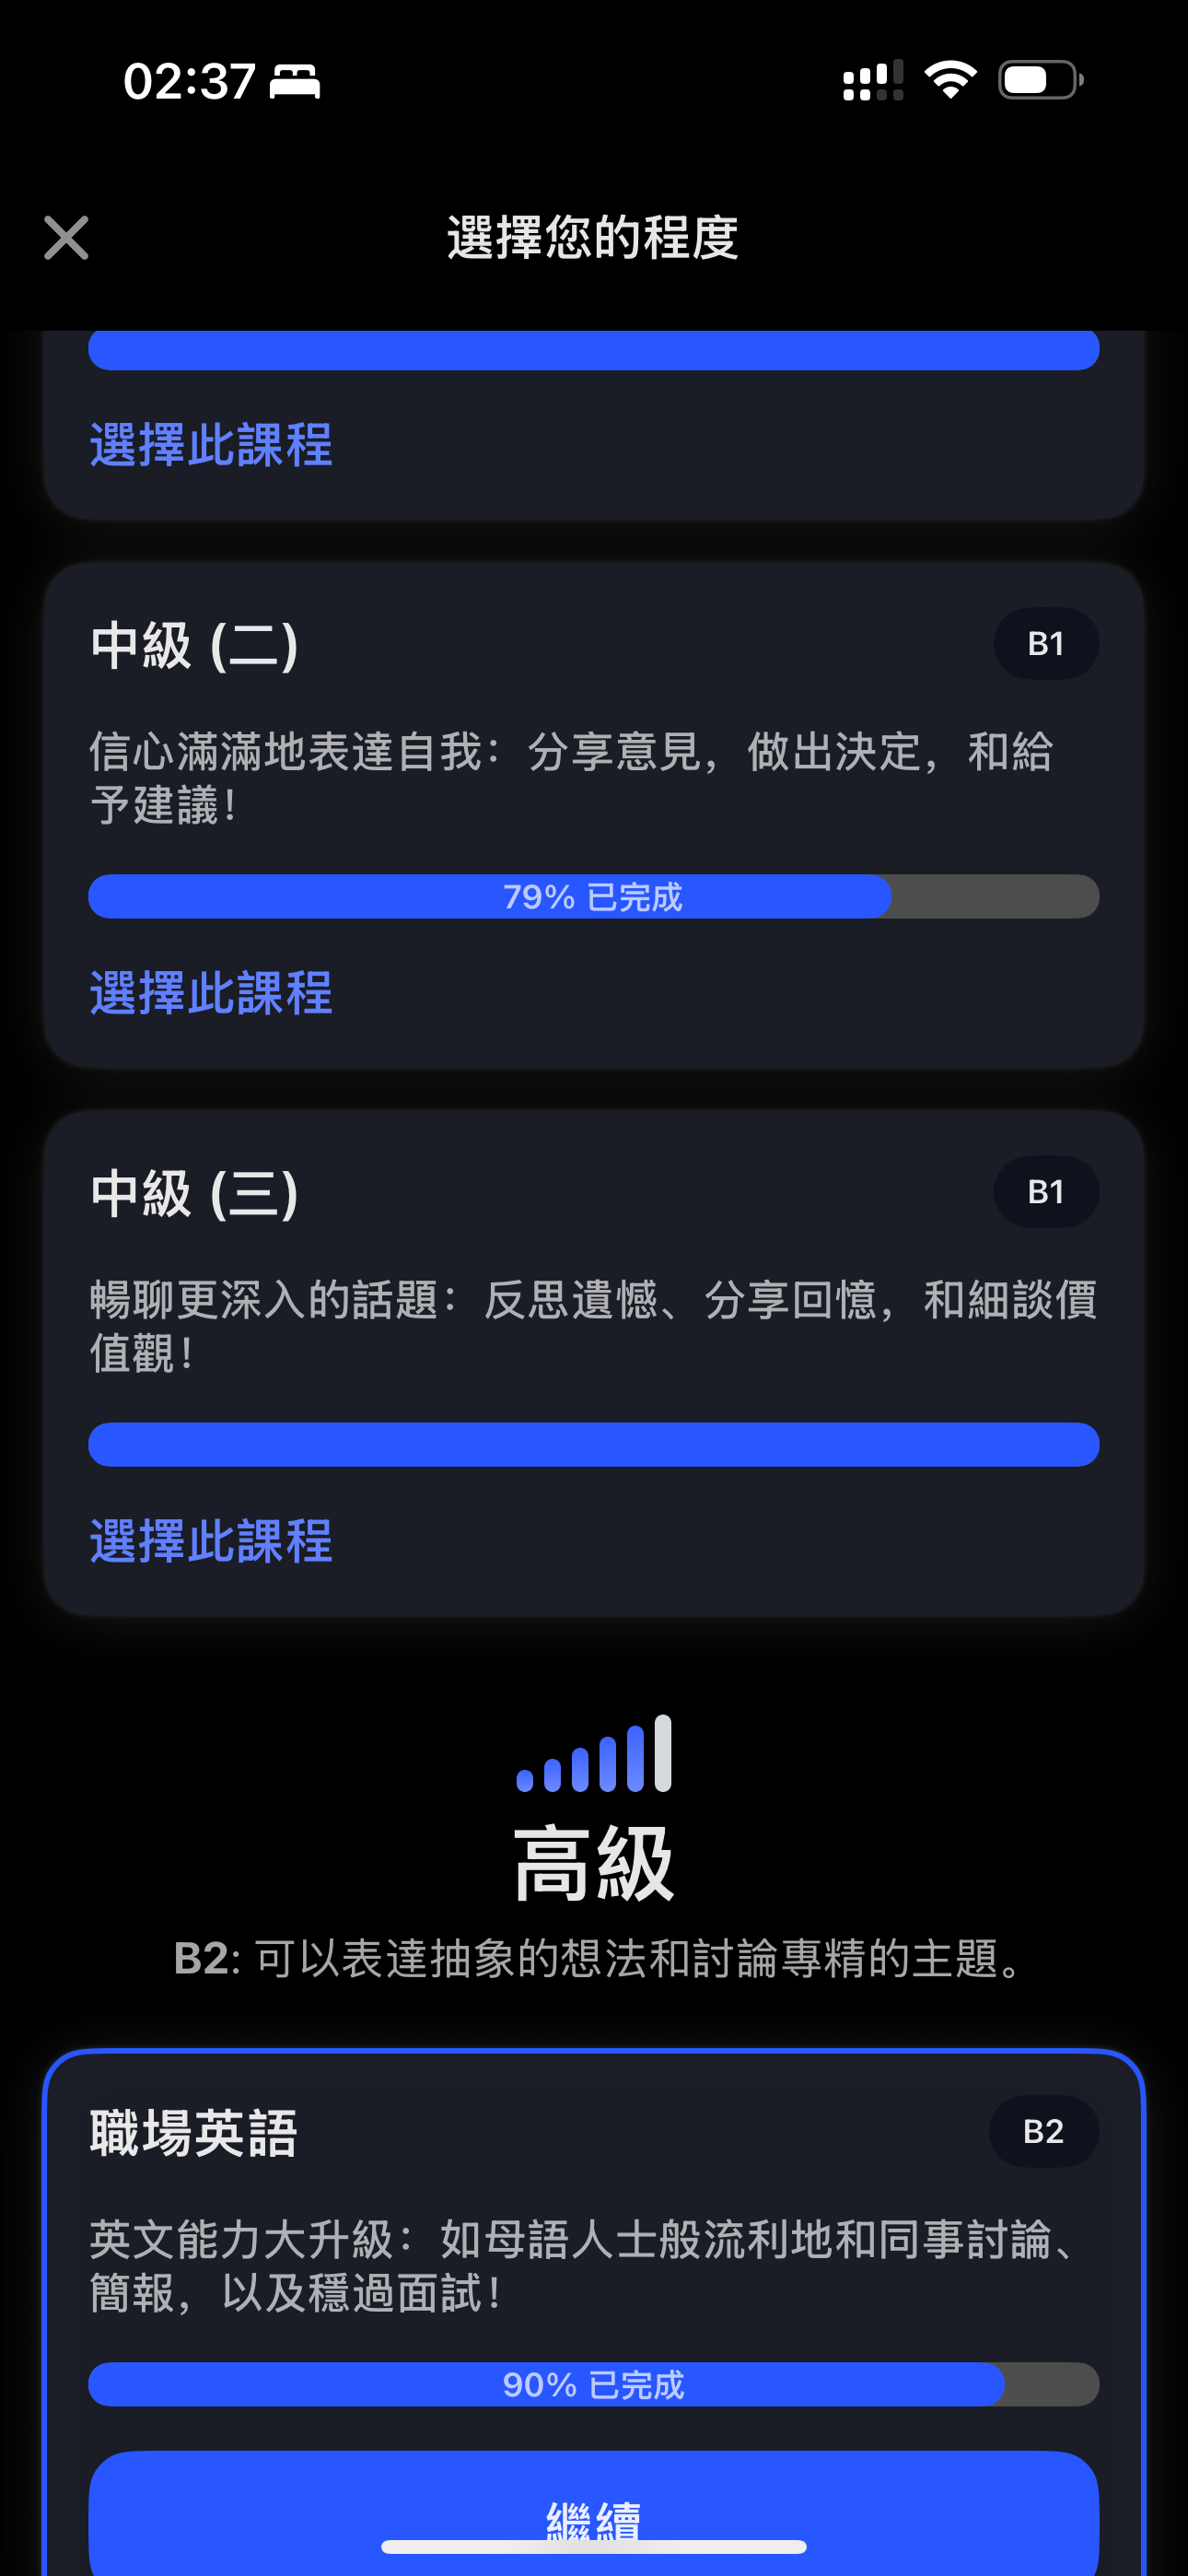 02:37
選擇您的程度
選擇此課程
中級 (二)
B1
信心滿滿地表達自我：分享意見，做出決定，和給
予建議！
79% 已完成
選擇此課程
中級 (三)
B1
暢聊更深入的話題：反思遺憾、分享回憶，和細談價
值觀！
選擇此課程
高級
B2: 可以表達抽象的想法和討論專精的主題。
職場英語
B2
英文能力大升級：如母語人士般流利地和同事討論、
簡報，以及穩過面試！
90% 已完成
繼續